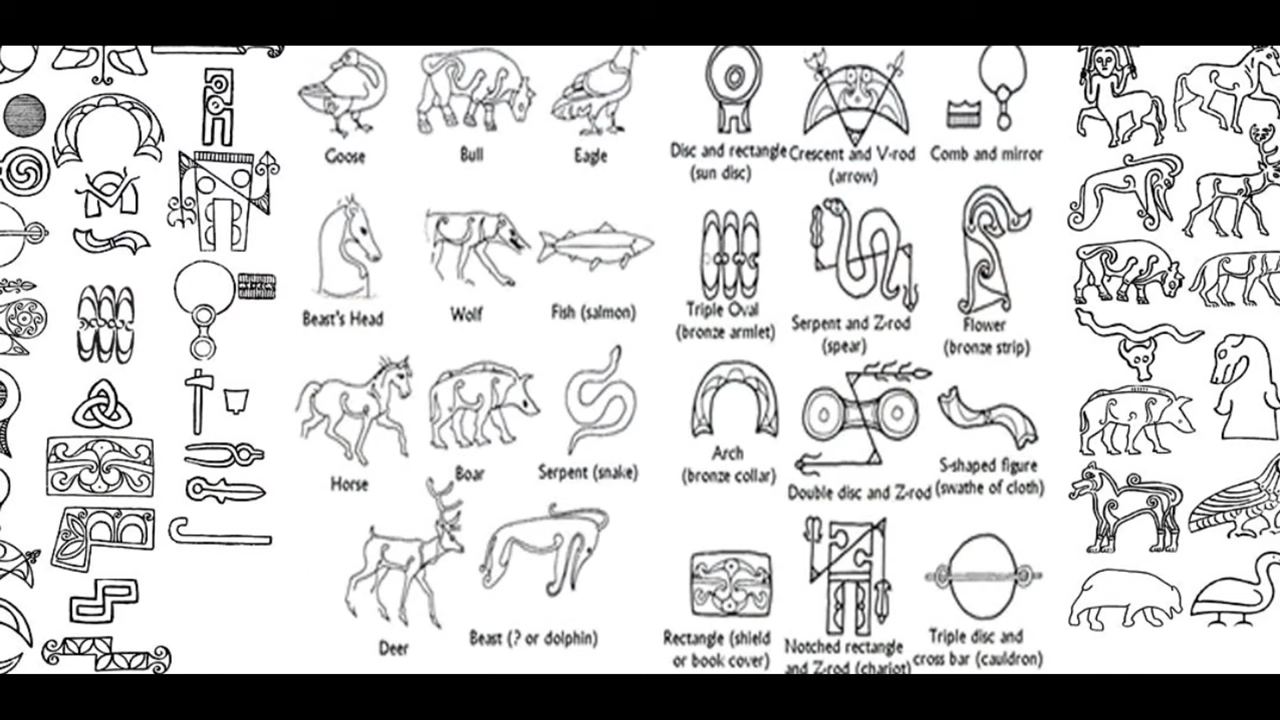 Goose
Bull
Eagle
Disc and rectangle
(sun disc)
Crescent and V-rod
(arrow)
Comb and mirror
Beast's Head
Wolf
Fish (salmon)
Triple Oval
(bronze armlet)
Serpent and Z-rod
(spear)
Flower
(bronze strip)
Horse
Boar
Serpent (snake)
Arch
(bronze collar)
Double disc and Z-rod
S-shaped figure
(swathe of cloth)
Deer
Beast (? or dolphin)
Rectangle (shield
or book cover)
Notched rectangle
and Z-rod (chariot)
Triple disc and
cross bar (cauldron)